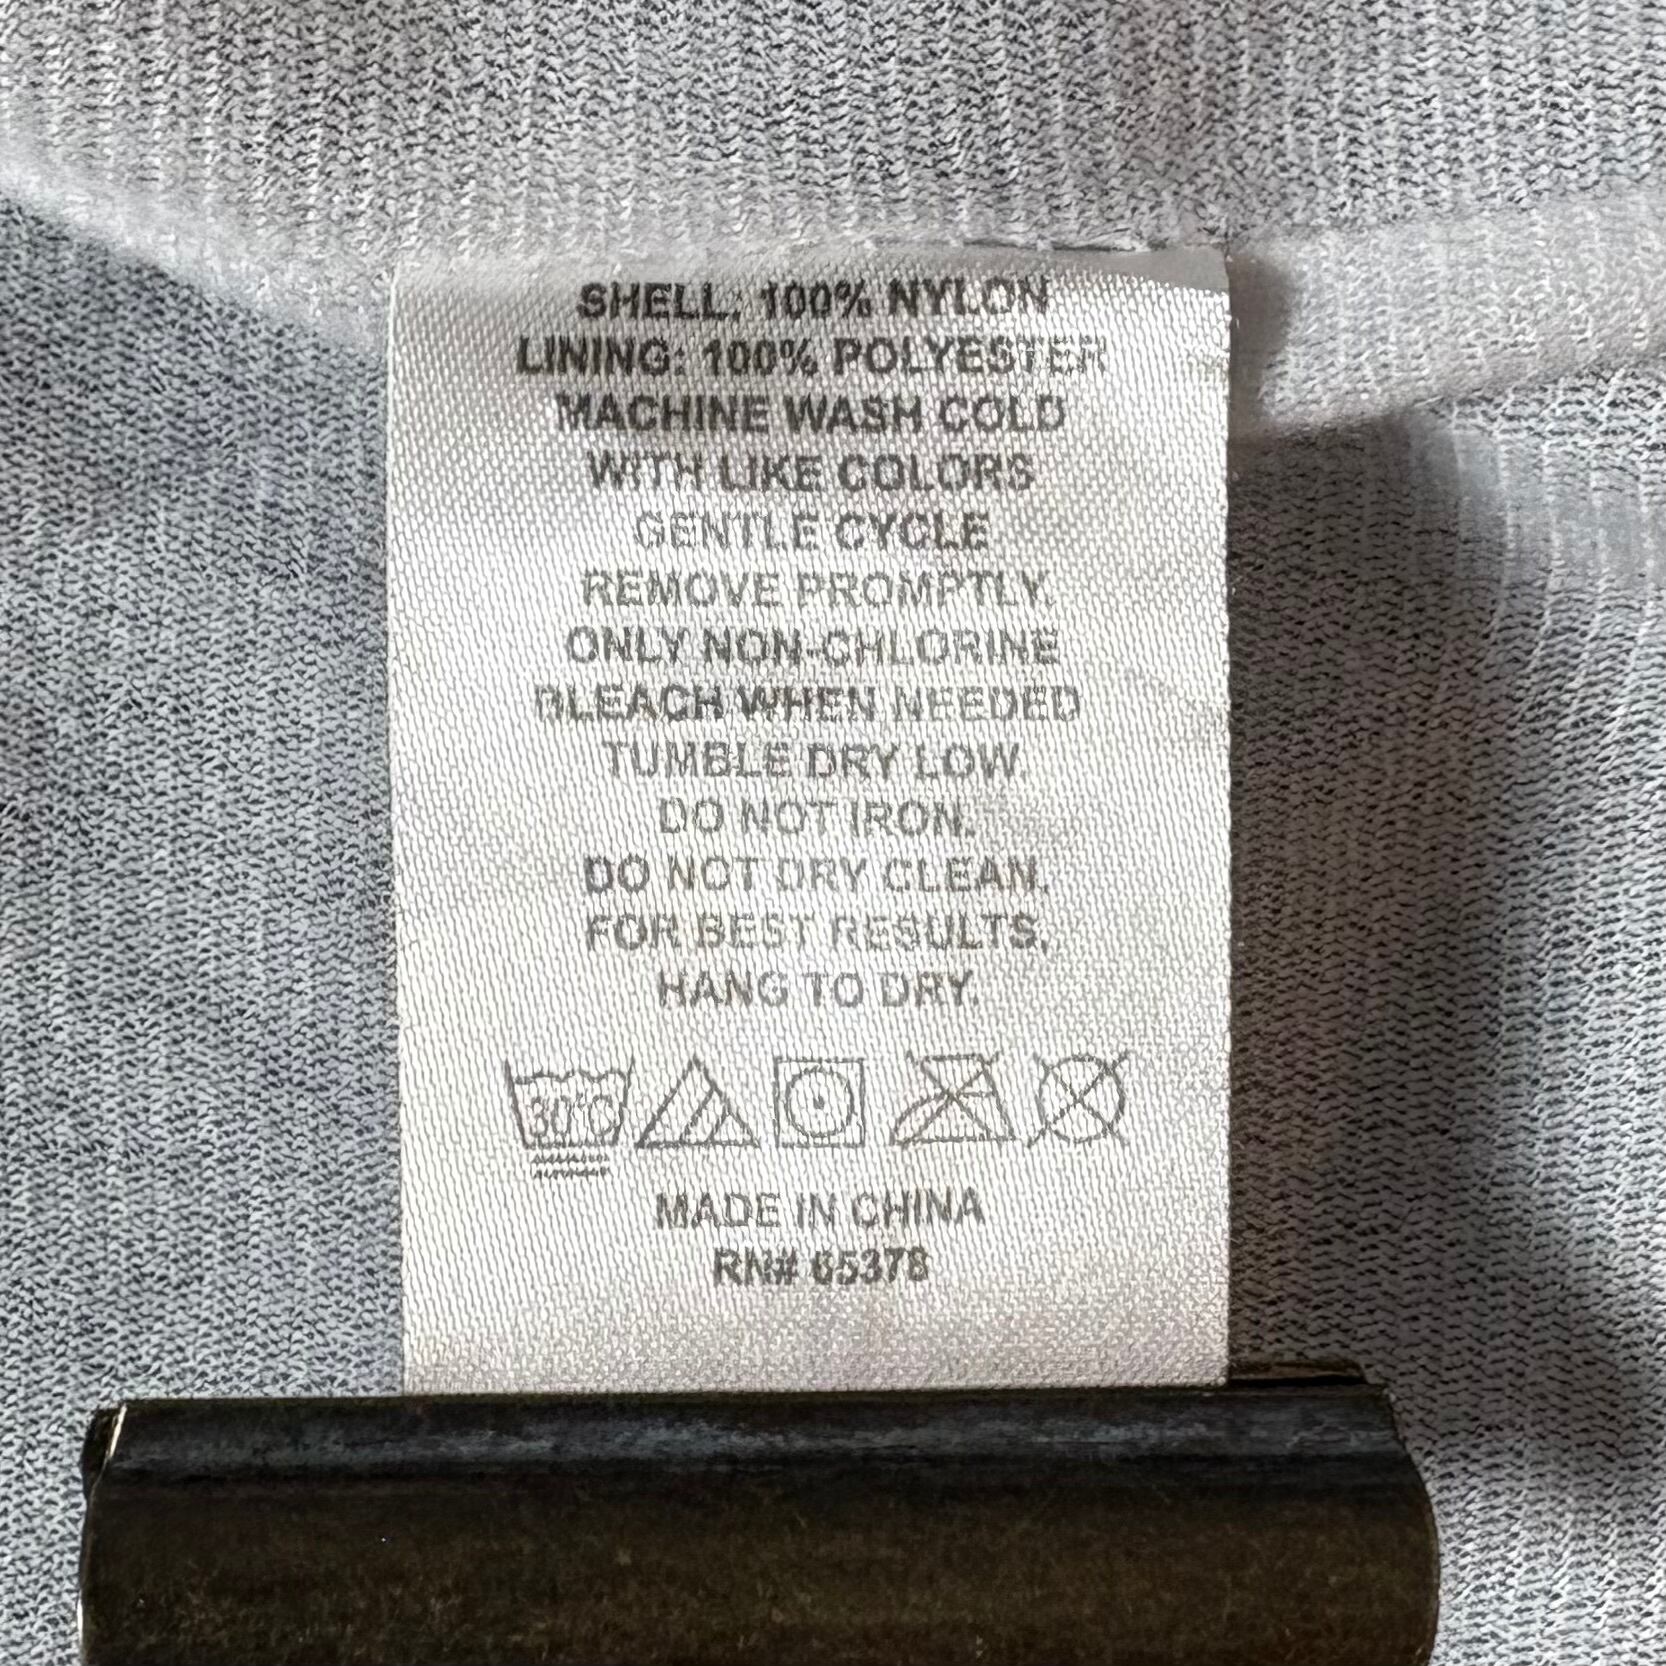 SHELL: 100% NYLON
LINING: 100% POLYESTER
MACHINE WASH COLD
WITH LIKE COLORS
GENTLE CYCLE
REMOVE PROMPTLY.
ONLY NON-CHLORINE
BLEACH WHEN NEEDED
TUMBLE DRY LOW.
DO NOT IRON.
DO NOT DRY CLEAN.
FOR BEST RESULTS,
HANG TO DRY.
30°C
MADE IN CHINA
RN# 65378